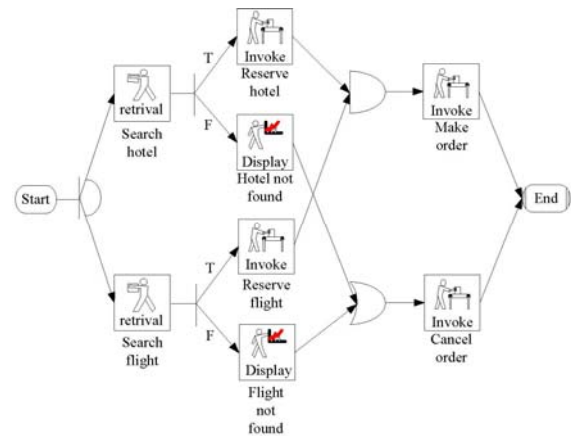 Start
retrival
Search
hotel
T
F
Invoke
Reserve
hotel
Display
Hotel not
found
retrival
Search
flight
T
F
Invoke
Reserve
flight
Display
Flight
not
found
Invoke
Make
order
Invoke
Cancel
order
End